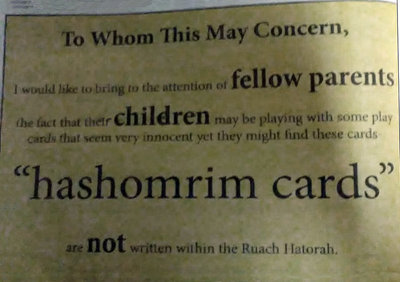 To Whom This May Concern,
I would like to bring to the attention of fellow parents
the fact that their children may be playing with some play
cards that seem very innocent yet they might find these cards
“hashomrim cards”
are not written within the Ruach Hatorah.